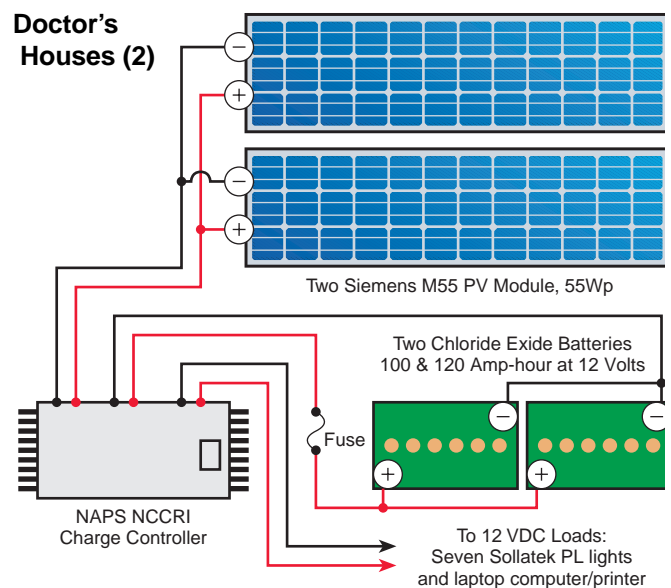 Doctor's
Houses (2)
−
+
−
+
Two Siemens M55 PV Module, 55Wp
Two Chloride Exide Batteries
100 & 120 Amp-hour at 12 Volts
−
−
Fuse
+
+
NAPS NCCRI
Charge Controller
To 12 VDC Loads:
Seven Sollatek PL lights
and laptop computer/printer